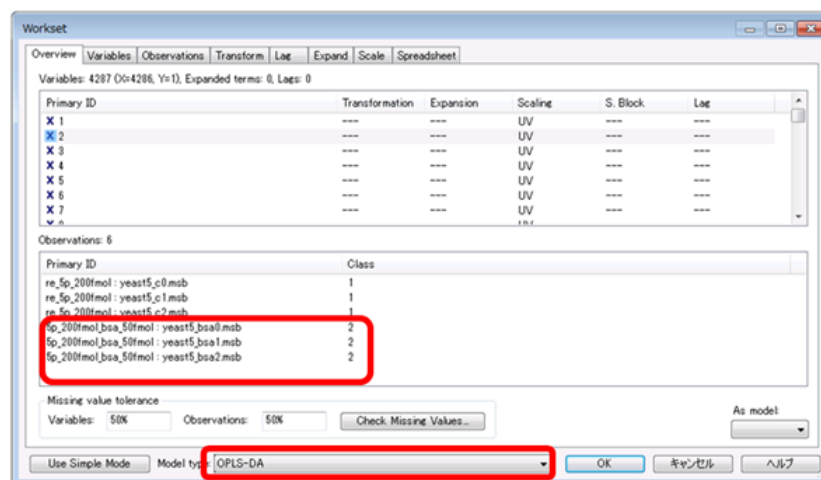 Workset
Overview Variables Observations Transform Lag Expand Scale Spreadsheet
Variables: 4287 (X=4286, Y=1), Expanded terms: 0, Lags: 0
Primary ID Transformation Expansion Scaling S. Block Lag
X 1 --- --- UV --- ---
X 2 --- --- UV --- ---
X 3 --- --- UV --- ---
X 4 --- --- UV --- ---
X 5 --- --- UV --- ---
X 6 --- --- UV --- ---
X 7 --- --- UV --- ---
Observations: 6
Primary ID Class
re_5p_200fmol : yeast5_c0.msb 1
re_5p_200fmol : yeast5_c1.msb 1
re_5p_200fmol : yeast5_c2.msb 1
5p_200fmol_bsa_50fmol : yeast5_bsa0.msb 2
5p_200fmol_bsa_50fmol : yeast5_bsa1.msb 2
5p_200fmol_bsa_50fmol : yeast5_bsa2.msb 2
Missing value tolerance
Variables: 50% Observations: 50% Check Missing Values...
As model:
Use Simple Mode Model type: OPLS-DA OK キャンセル ヘルプ